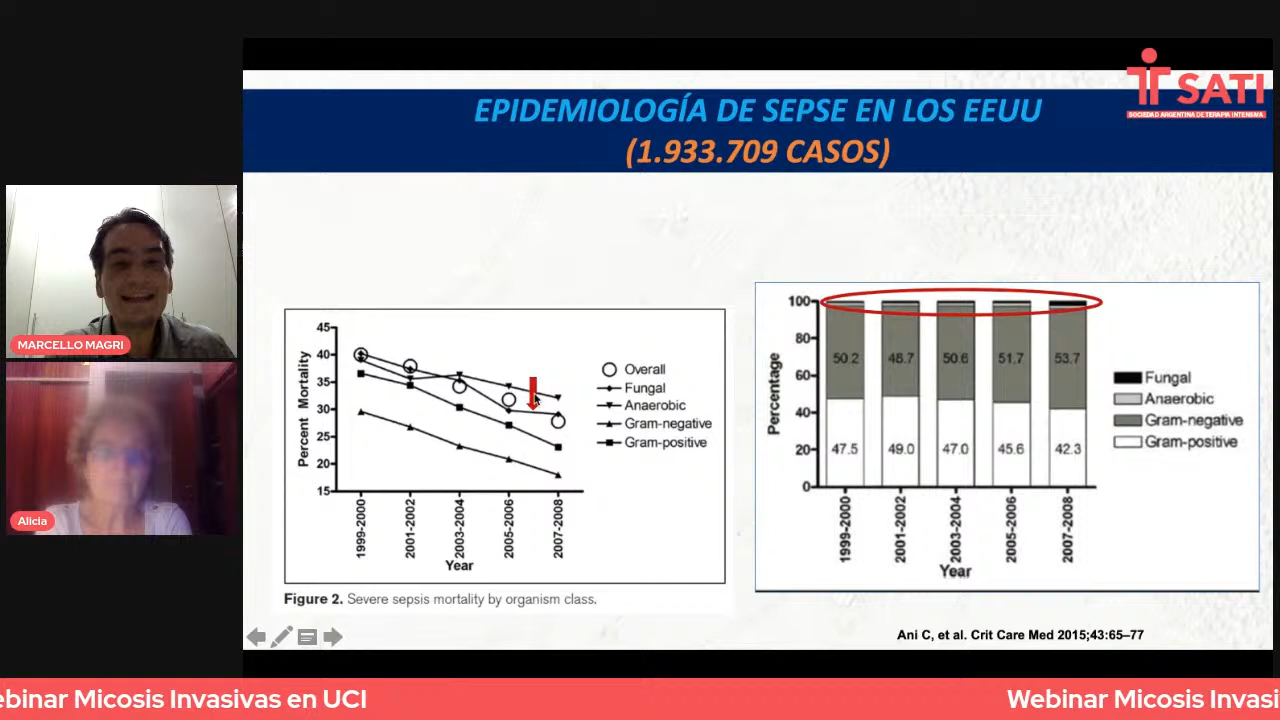 EPIDEMIOLOGÍA DE SEPSE EN LOS EEUU
(1.933.709 CASOS)
SATI
SOCIEDAD ARGENTINA DE TERAPIA INTENSIVA
MARCELLO MAGRI
Alicia
Percent Mortality
45
40
35
30
25
20
15
1999-2000
2001-2002
2003-2004
2005-2006
2007-2008
Year
Overall
Fungal
Anaerobic
Gram-negative
Gram-positive
Figure 2. Severe sepsis mortality by organism class.
Percentage
100
80
60
40
20
0
50.2
48.7
50.6
51.7
53.7
47.5
49.0
47.0
45.6
42.3
1999-2000
2001-2002
2003-2004
2005-2006
2007-2008
Year
Fungal
Anaerobic
Gram-negative
Gram-positive
Ani C, et al. Crit Care Med 2015;43:65–77
ebinar Micosis Invasivas en UCI
Webinar Micosis Invasi